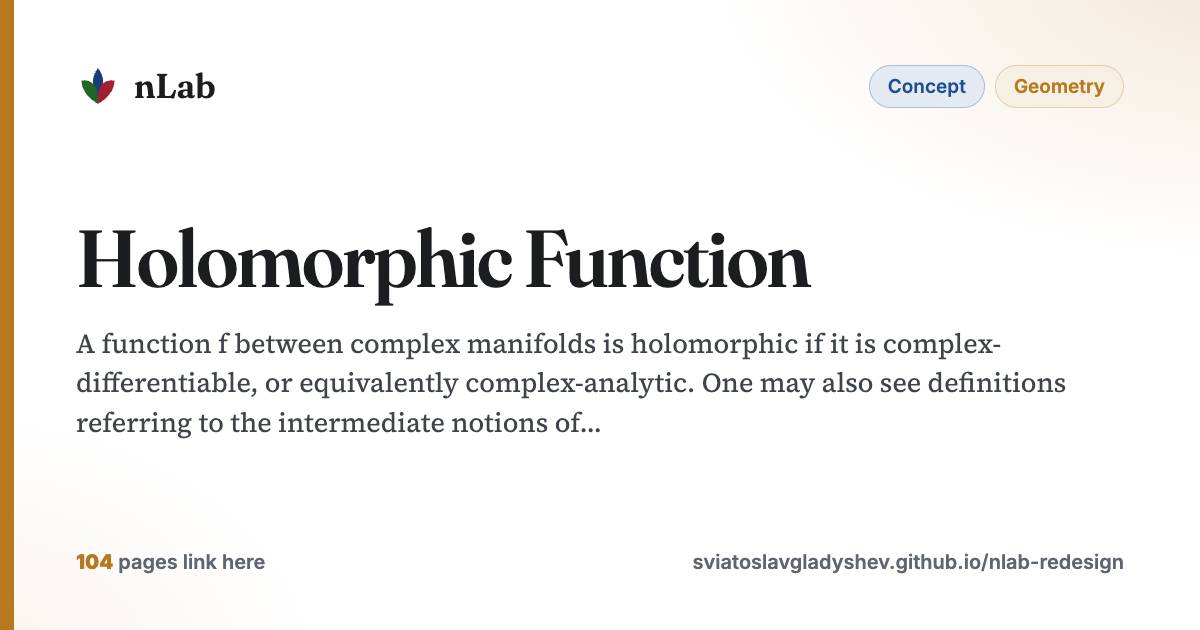 nLab
Concept
Geometry
Holomorphic Function
A function f between complex manifolds is holomorphic if it is complex-
differentiable, or equivalently complex-analytic. One may also see definitions
referring to the intermediate notions of...
104 pages link here
sviatoslavgladyshev.github.io/nlab-redesign